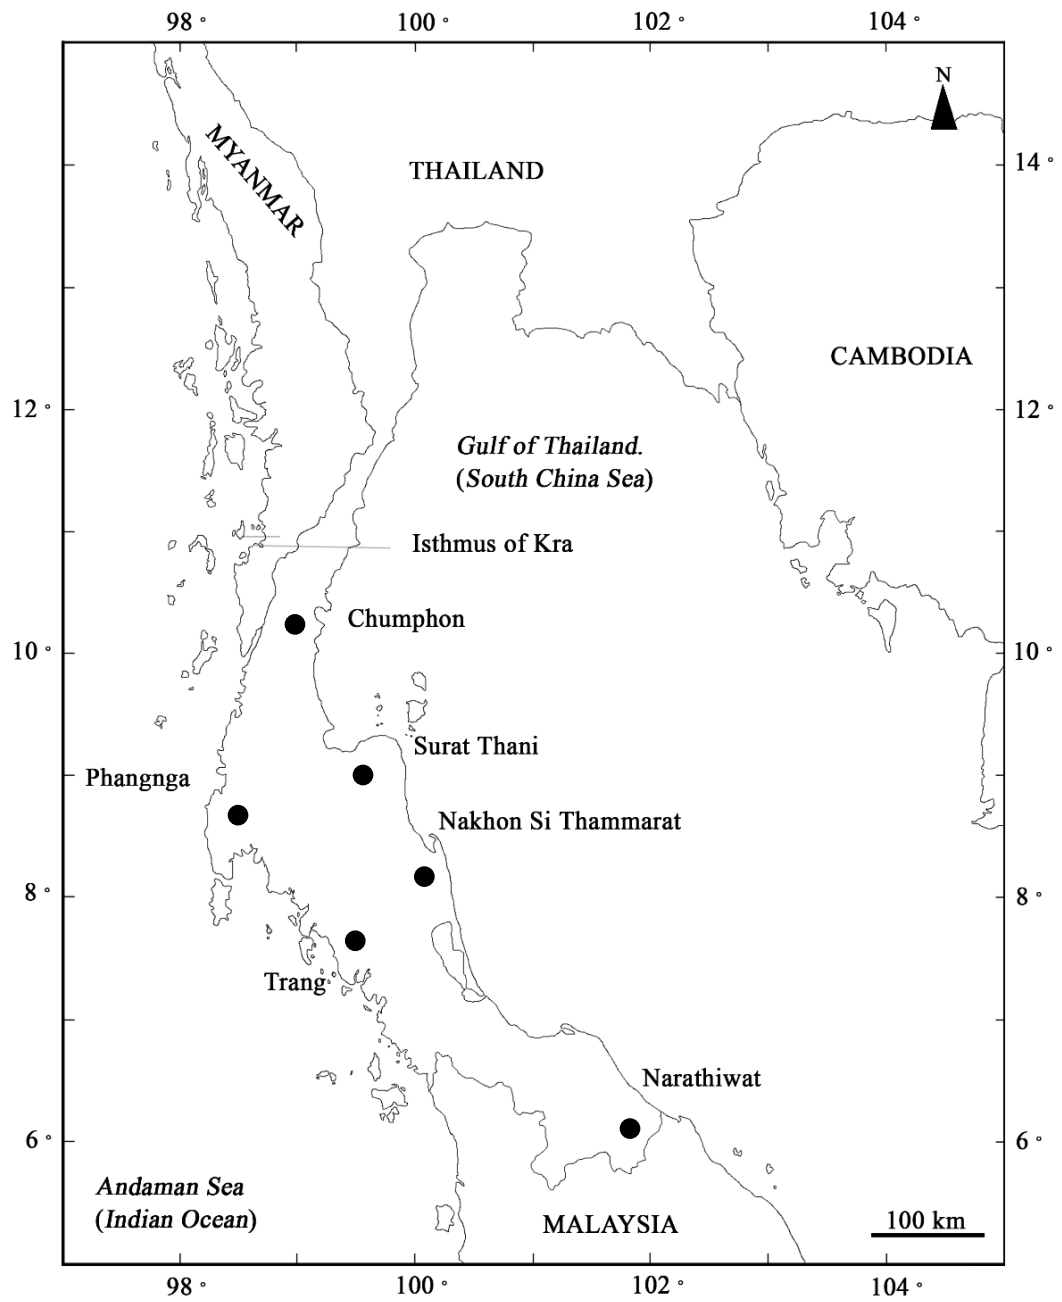 98 ° 100 ° 102 ° 104 °
N
MYANMAR
THAILAND
14 °
CAMBODIA
12 ° 12 °
Gulf of Thailand.
(South China Sea)
Isthmus of Kra
Chumphon
10 ° 10 °
Surat Thani
Phangnga
Nakhon Si Thammarat
8 ° 8 °
Trang
Narathiwat
6 ° 6 °
Andaman Sea
(Indian Ocean)
MALAYSIA
100 km
98 ° 100 ° 102 ° 104 °